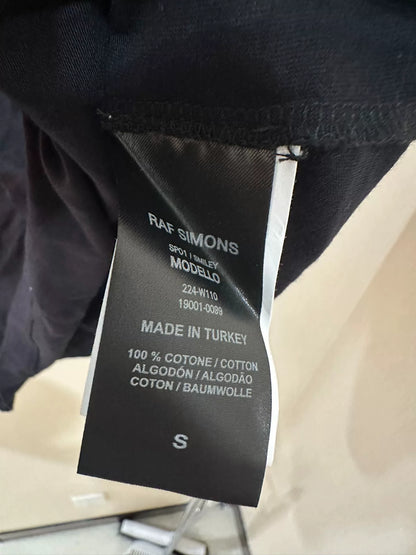 RAF SIMONS
SP01 / SMILEY
MODELLO
224-W110
19001-0099
MADE IN TURKEY
100 % COTONE / COTTON
ALGODÓN / ALGODÃO
COTON / BAUMWOLLE
S